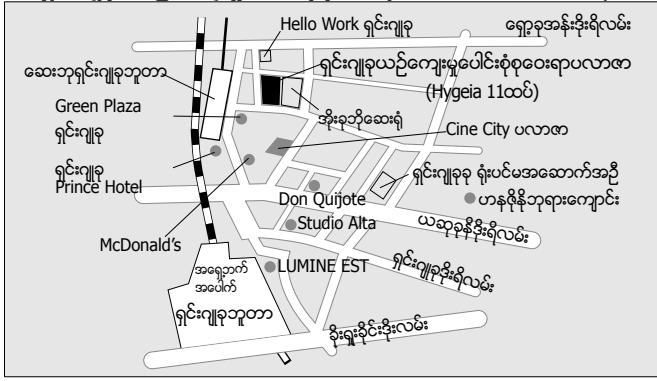 Hello Work ရှင်းဂျုခု
ရှော့ခုအန်းဒိုးရိလမ်း
ဆေးဘုရှင်းဂျုခုဘူတာ
ရှင်းဂျုခုယဉ်ကျေးမှုပေါင်းစုံစုဝေးရာပလာဇာ
(Hygeia 11ထပ်)
Green Plaza
ရှင်းဂျုခု
အိုးခုဘိုဆေးရုံ
Cine City ပလာဇာ
ရှင်းဂျုခု
Prince Hotel
ရှင်းဂျုခုခု ရုံးပင်မအဆောက်အဦ
ဟနဇိုနိဘုရားကျောင်း
Don Quijote
ယဆုခုနိဒိုးရိလမ်း
Studio Alta
McDonald's
ရှင်းဂျုခုဒိုးရိလမ်း
LUMINE EST
အရှေ့ဘက်
အပေါက်
ရှင်းဂျုခုဘူတာ
ခိုးရှူးခိုင်းဒိုးလမ်း